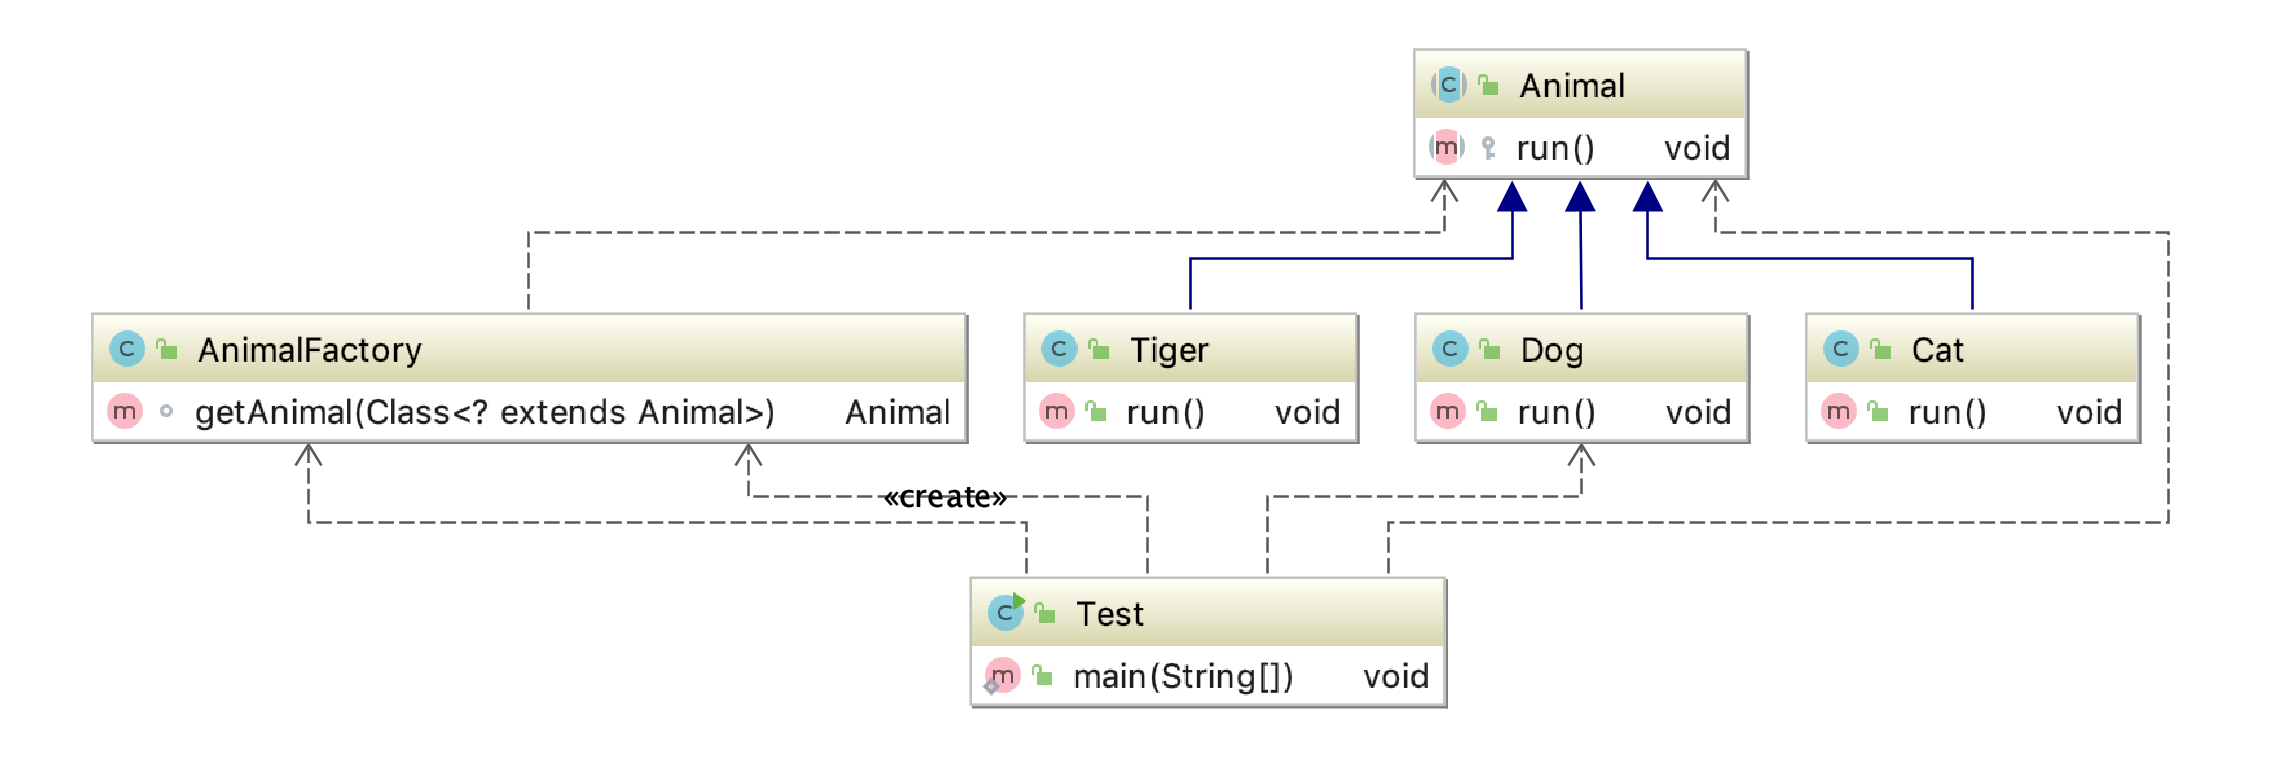 Animal
run() void
AnimalFactory
getAnimal(Class<? extends Animal>) Animal
Tiger
run() void
Dog
run() void
Cat
run() void
«create»
Test
main(String[]) void